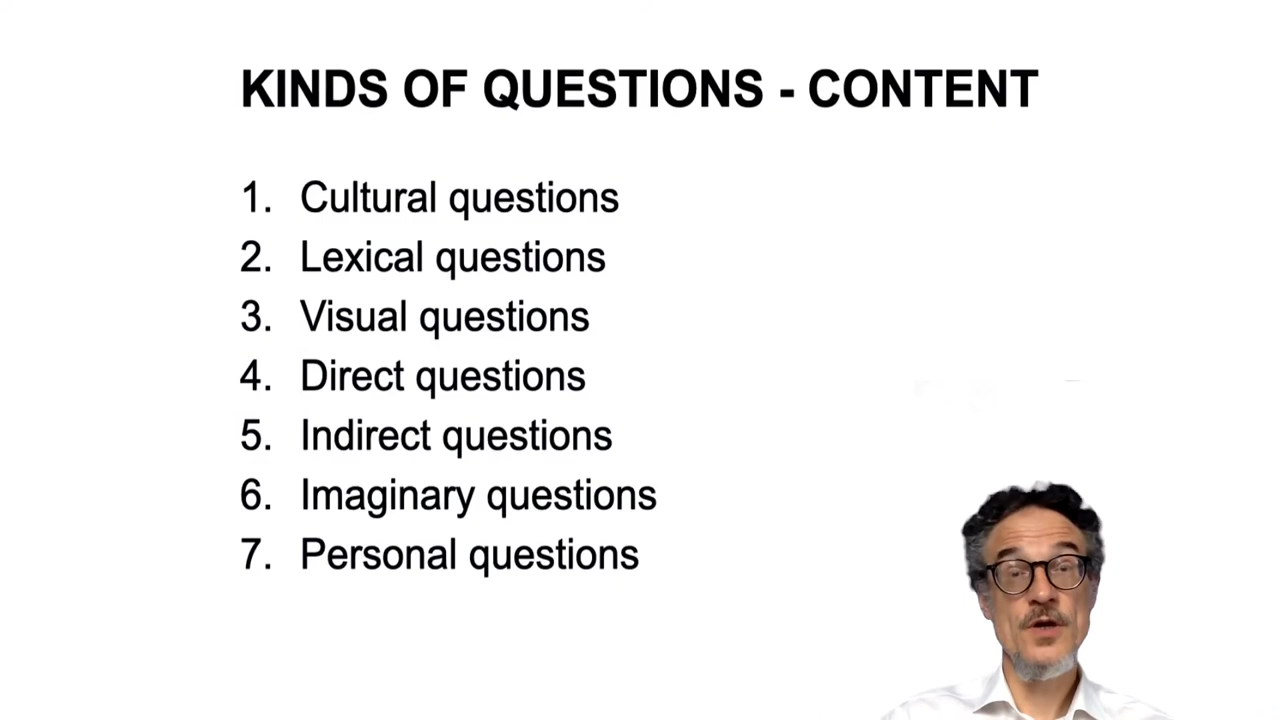 KINDS OF QUESTIONS - CONTENT
1. Cultural questions
2. Lexical questions
3. Visual questions
4. Direct questions
5. Indirect questions
6. Imaginary questions
7. Personal questions